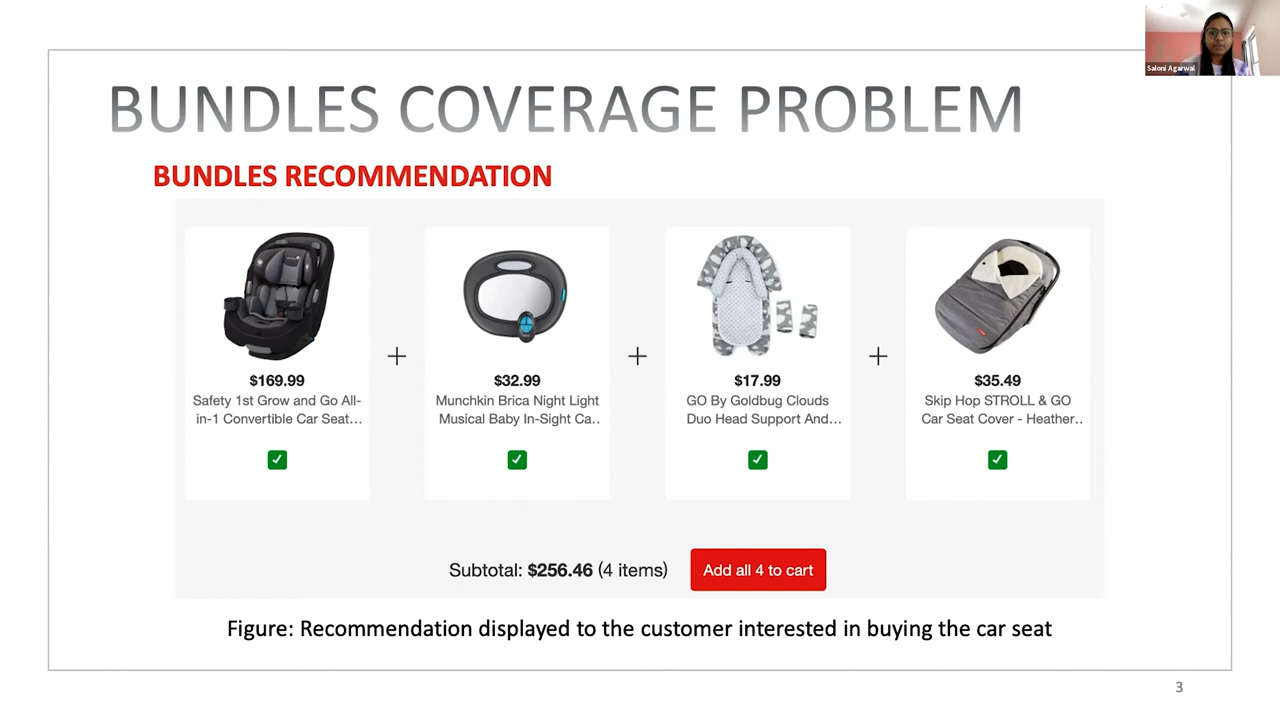 Saloni Agarwal
BUNDLES COVERAGE PROBLEM
BUNDLES RECOMMENDATION
$169.99
Safety 1st Grow and Go All-
in-1 Convertible Car Seat…
+
$32.99
Munchkin Brica Night Light
Musical Baby In-Sight Ca..
+
$17.99
GO By Goldbug Clouds
Duo Head Support And…
+
$35.49
Skip Hop STROLL & GO
Car Seat Cover - Heather..
Subtotal: $256.46 (4 items)
Add all 4 to cart
Figure: Recommendation displayed to the customer interested in buying the car seat
3